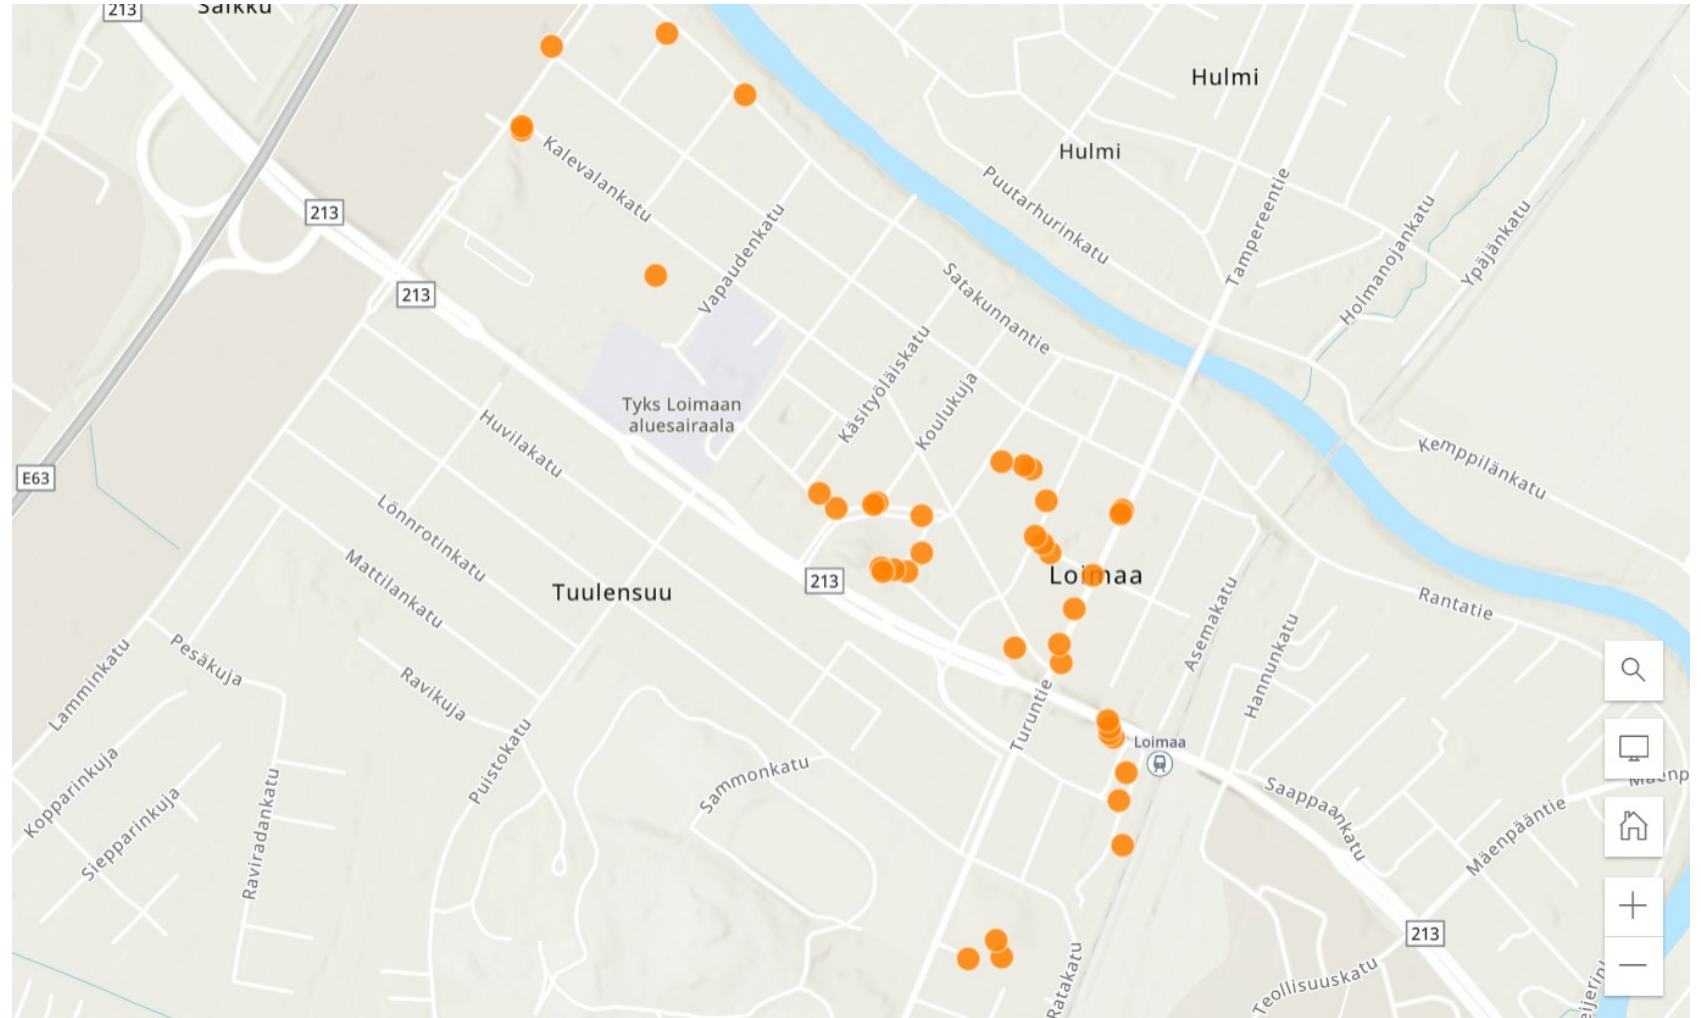 213
Salkku
Hulmi
Hulmi
Kalevalankatu
213
Puutarhurinkatu
Tampereentie
Holmanojankatu
Ypäjänkatu
Vapaudenkatu
213
Satakunnantie
Käsityöläiskatu
Koulukuja
Tyks Loimaan
aluesairaala
Huvilakatu
E63
Kemppilänkatu
Lönnrotinkatu
Mattilankatu
213
Loimaa
Tuulensuu
Rantatie
Asemakatu
Hannunkatu
Lamminkatu
Pesäkuja
Ravikuja
Turuntie
Puistokatu
Loimaa
Sammonkatu
Kopparinkuja
Siepparinkuja
Raviradankatu
Saappaankatu
Mäenp
Mäenpääntie
213
Ratakatu
Teollisuuskatu